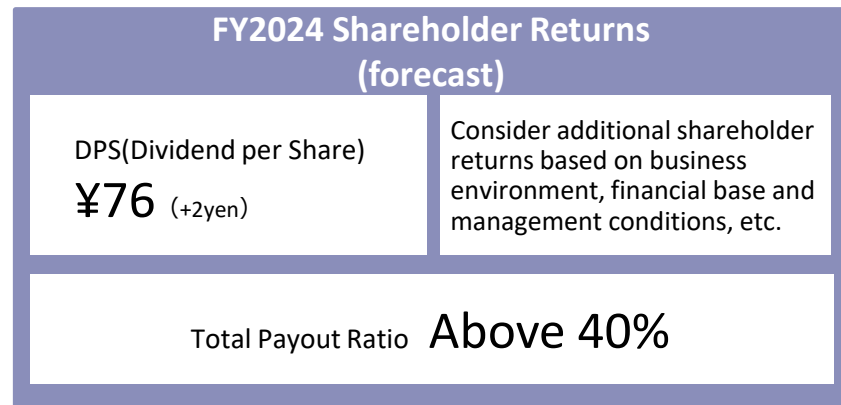 FY2024 Shareholder Returns
(forecast)
DPS(Dividend per Share)
¥76（+2yen）
Consider additional shareholder
returns based on business
environment, financial base and
management conditions, etc.
Total Payout Ratio Above 40%